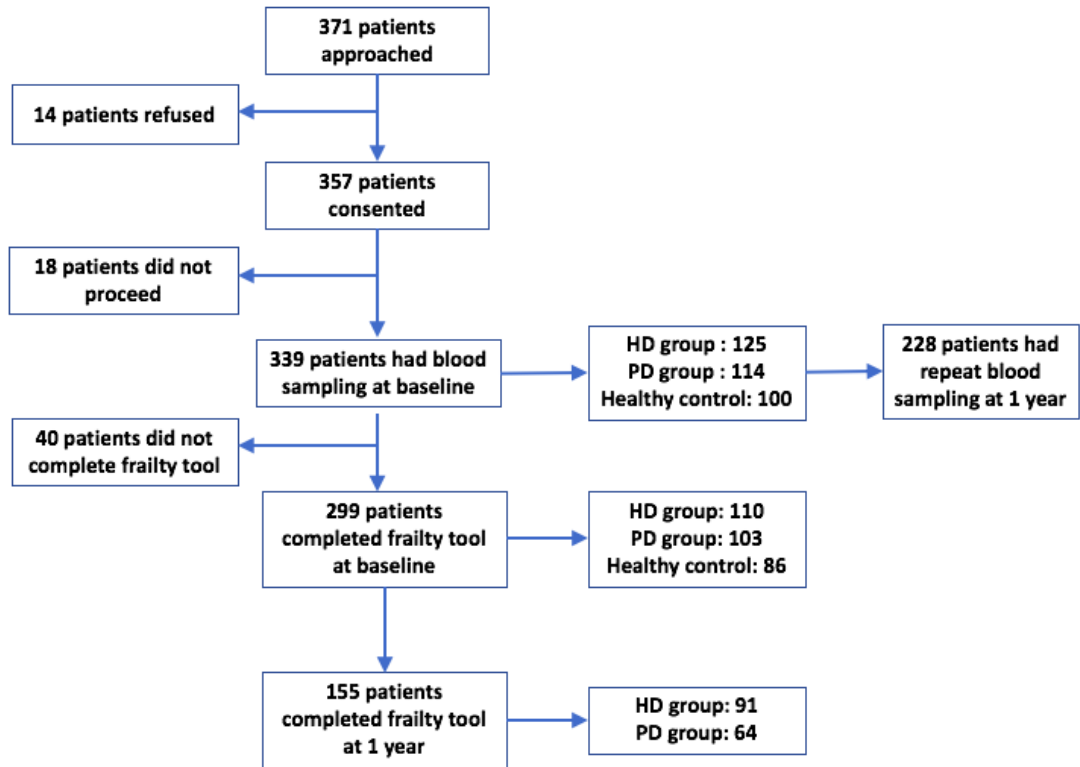 371 patients
approached
14 patients refused
357 patients
consented
18 patients did not
proceed
339 patients had blood
sampling at baseline
HD group : 125
PD group : 114
Healthy control: 100
228 patients had
repeat blood
sampling at 1 year
40 patients did not
complete frailty tool
299 patients
completed frailty tool
at baseline
HD group: 110
PD group: 103
Healthy control: 86
155 patients
completed frailty tool
at 1 year
HD group: 91
PD group: 64